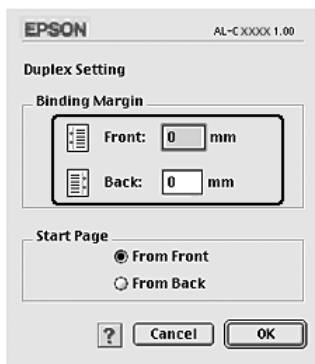 EPSON AL-CXXXX 1.00
Duplex Setting
Binding Margin
Front: 0 mm
Back: 0 mm
Start Page
From Front
From Back
? Cancel OK